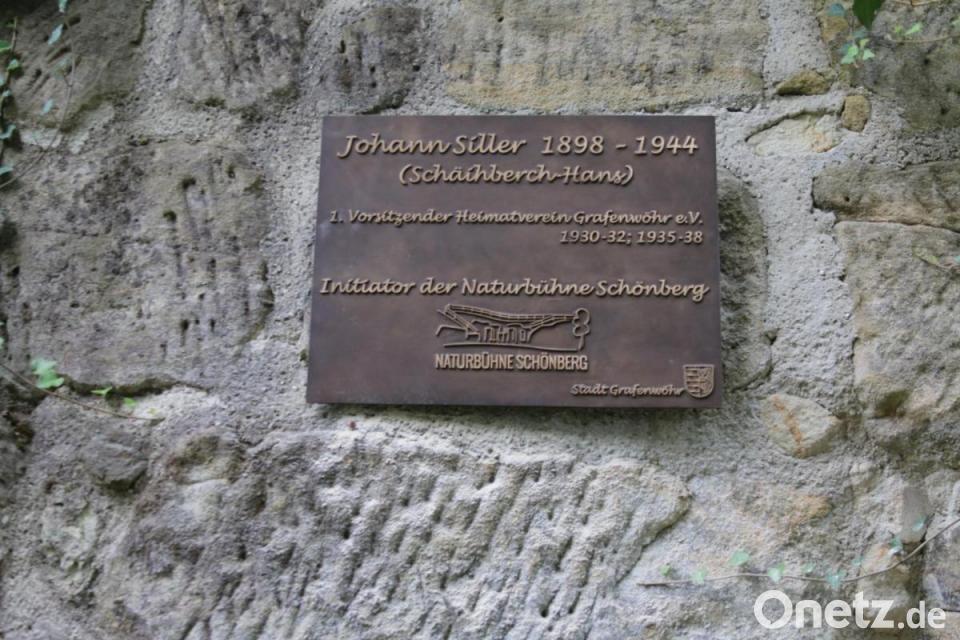 Johann Siller 1898 - 1944
(Schäihberch-Hans)
1. Vorsitzender Heimatverein Grafenwöhr e.V.
1930-32; 1935-38
Initiator der Naturbühne Schönberg
NATURBÜHNE SCHÖNBERG
Stadt Grafenwöhr
Onetz.de